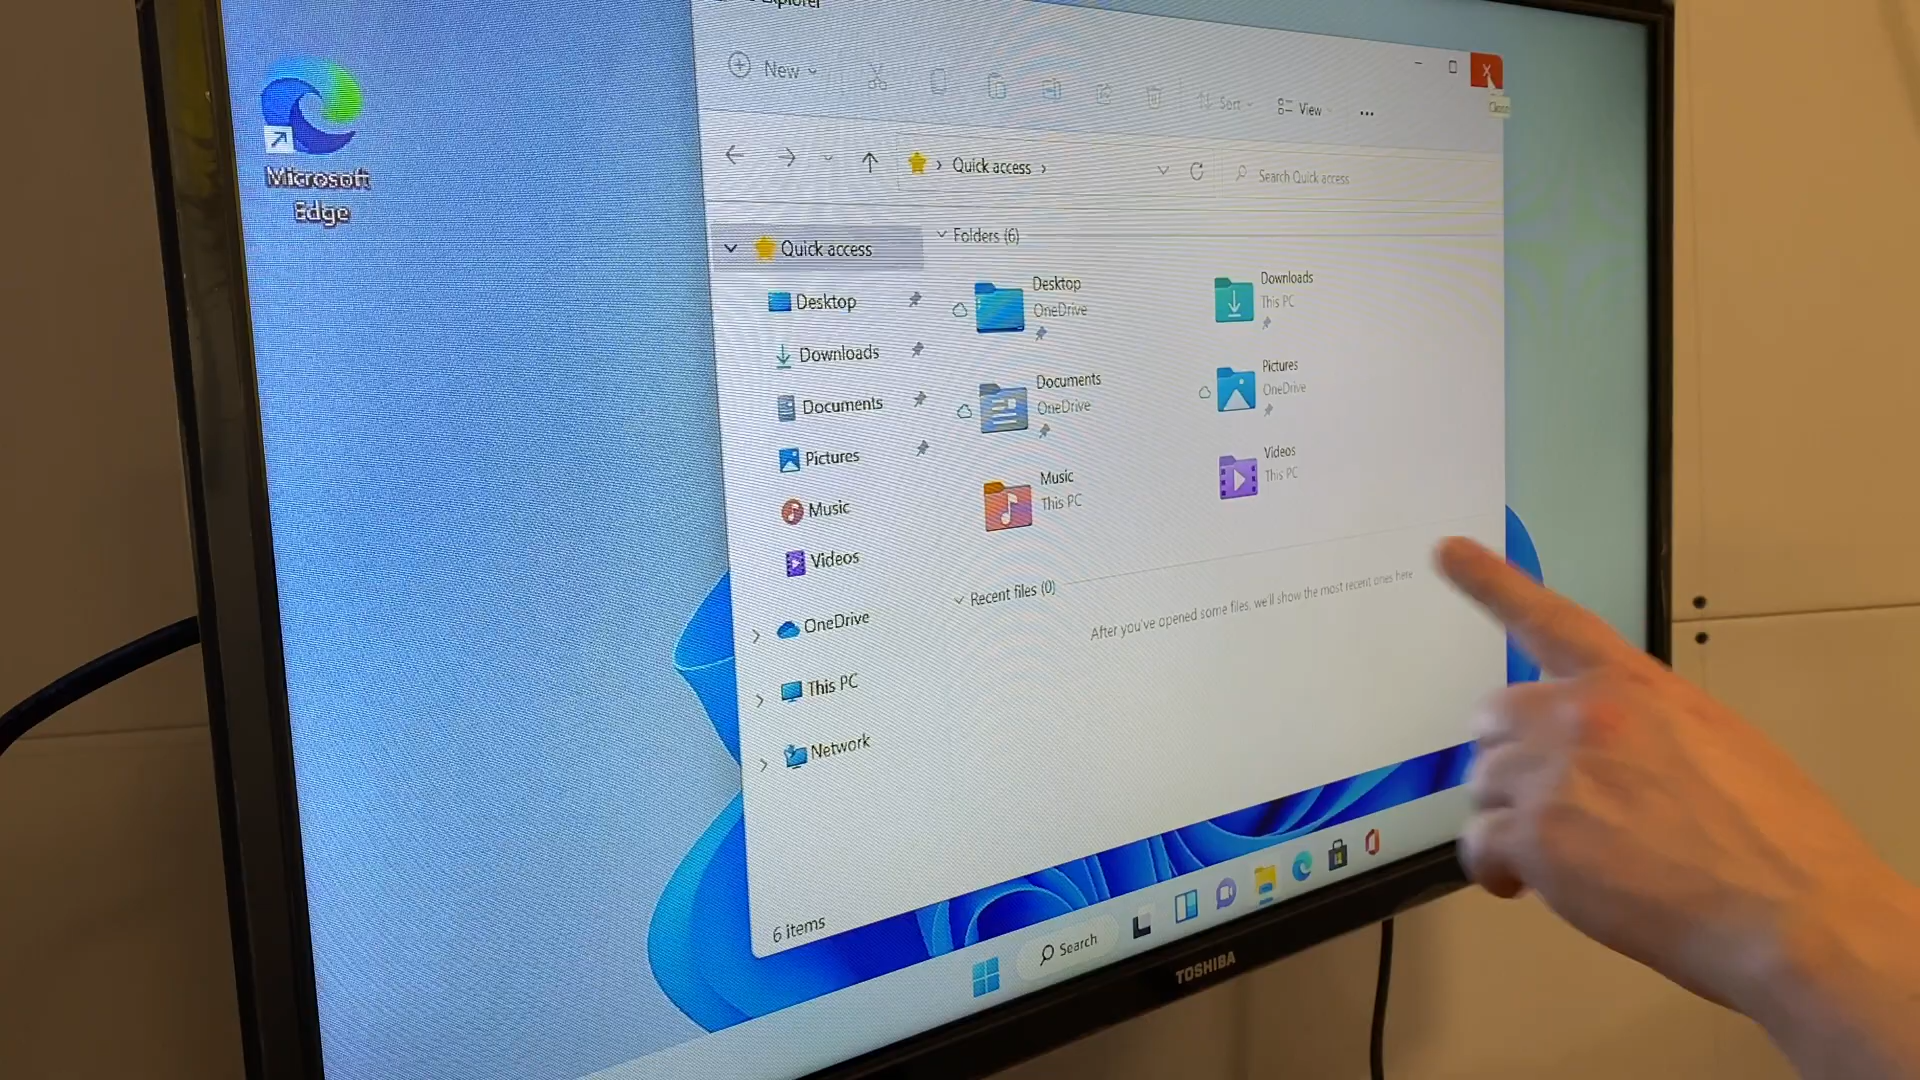 Explorer
New
Sort
View
Close
Quick access
Search Quick access
Microsoft
Edge
Quick access
Desktop
Downloads
Documents
Pictures
Music
Videos
OneDrive
This PC
Network
Folders (6)
Desktop
OneDrive
Downloads
This PC
Documents
OneDrive
Pictures
OneDrive
Music
This PC
Videos
This PC
Recent files (0)
After you've opened some files, we'll show the most recent ones here
6 items
Search
TOSHIBA